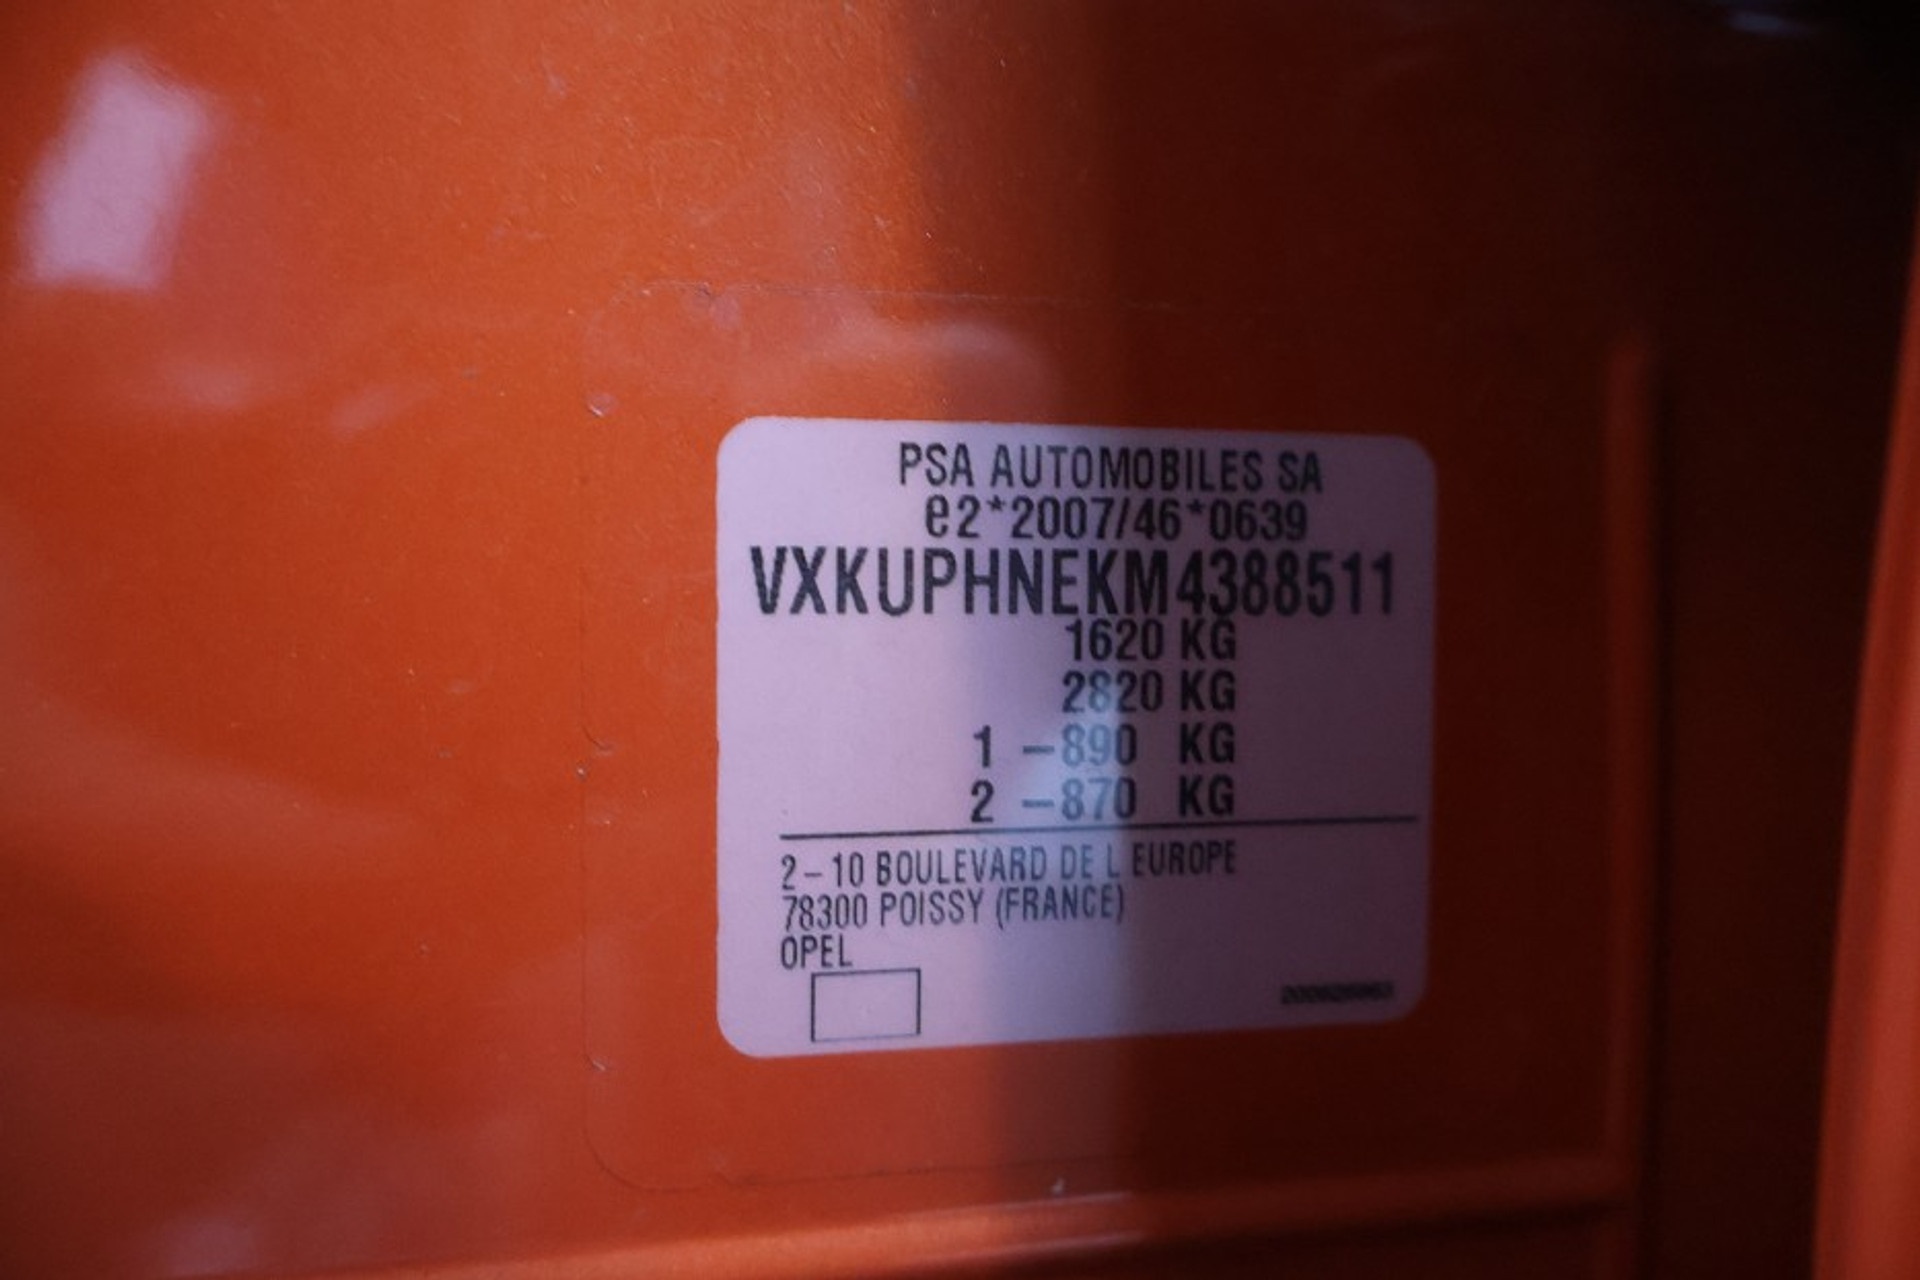 PSA AUTOMOBILES SA
e2*2007/46*0639
VXKUPHNEKM4388511
1620 KG
2820 KG
1 –890 KG
2 –870 KG
2–10 BOULEVARD DE L EUROPE
78300 POISSY (FRANCE)
OPEL